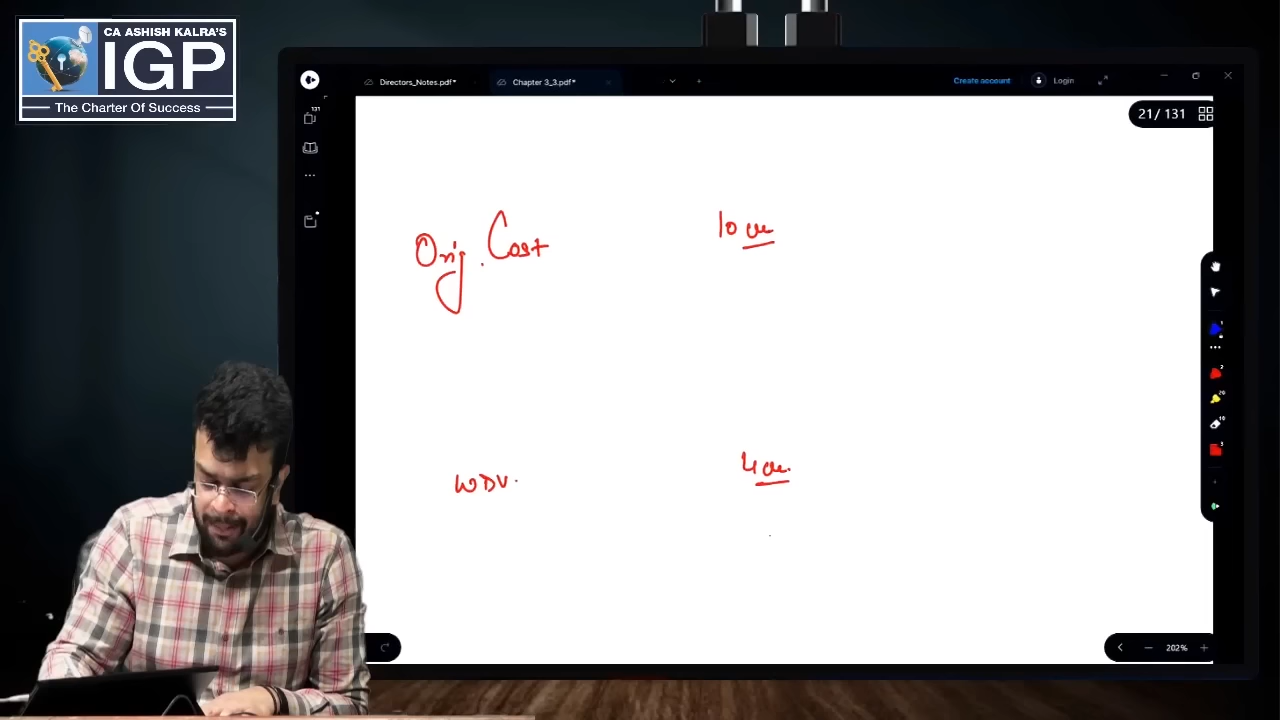 CA ASHISH KALRA'S
IGP
The Charter Of Success
Directors_Notes.pdf*
Chapter 3_3.pdf*
Create account
Login
131
21 / 131
Orig. Cost
10 cr
WDV.
4 cr.
202%